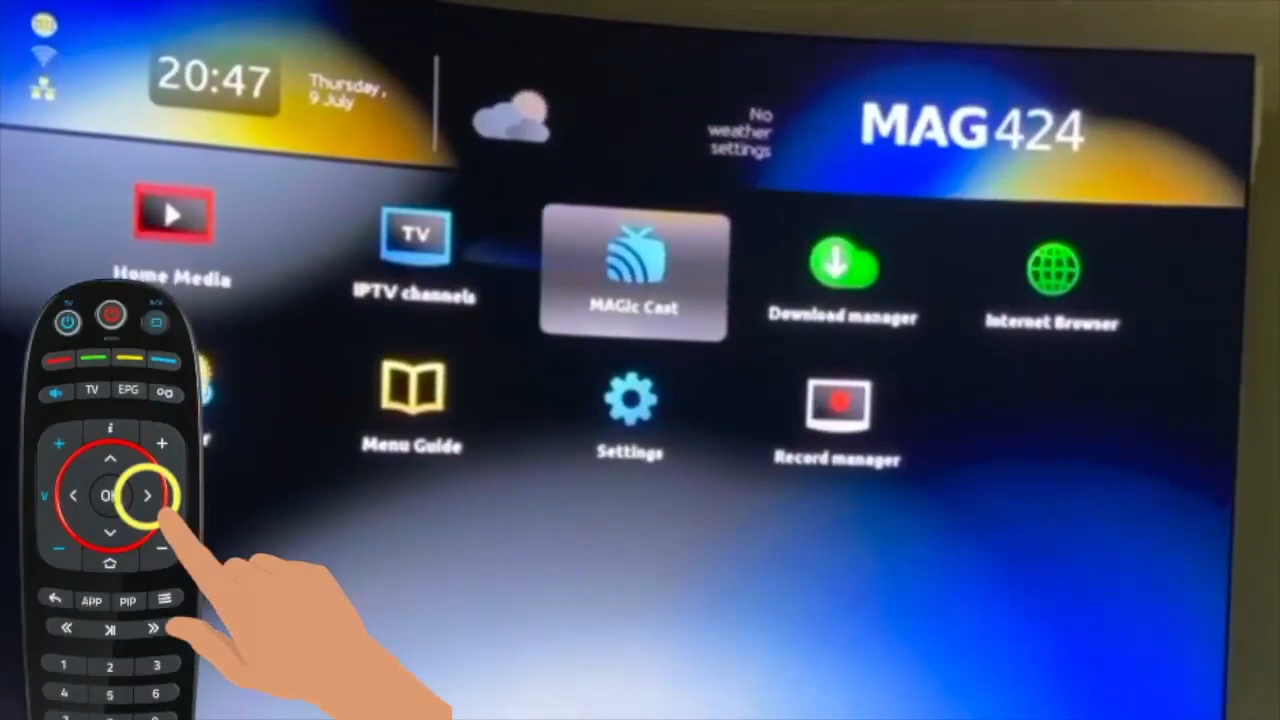 20:47
Thursday,
9 July
No
weather
settings
MAG424
TV
Home Media
IPTV channels
MAGic Cast
Download manager
Internet Browser
Menu Guide
Settings
Record manager
TV
TV
EPG
i
+
+
V
OK
APP
PIP
1
2
3
4
5
6